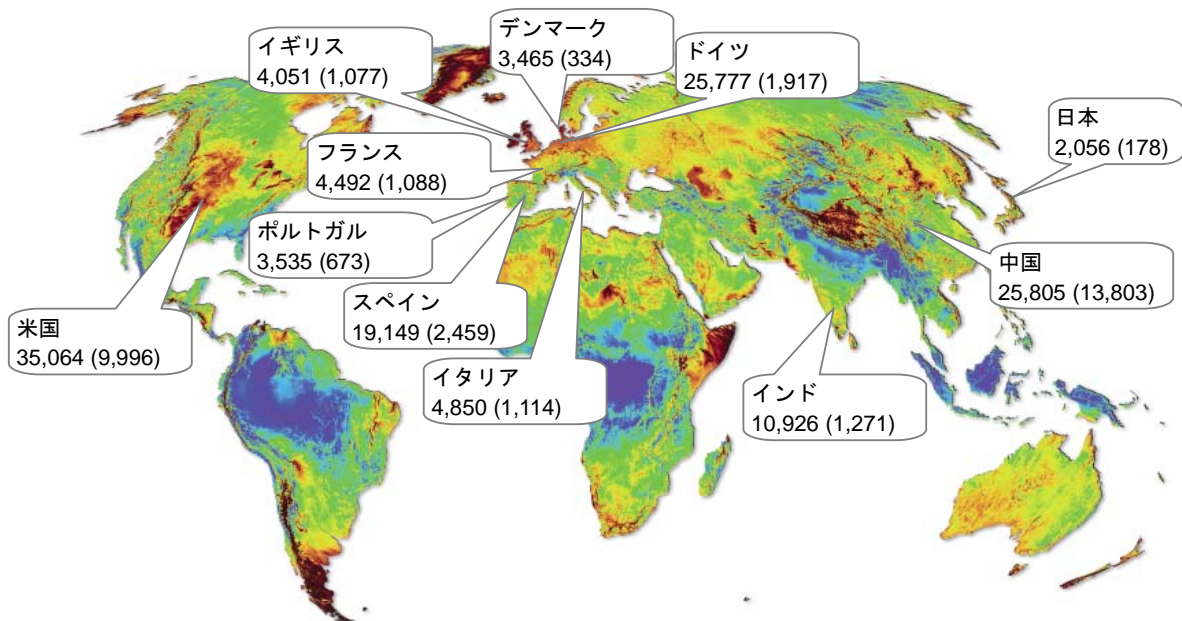 デンマーク
3,465 (334)
イギリス
4,051 (1,077)
ドイツ
25,777 (1,917)
日本
2,056 (178)
フランス
4,492 (1,088)
ポルトガル
3,535 (673)
中国
25,805 (13,803)
スペイン
19,149 (2,459)
米国
35,064 (9,996)
イタリア
4,850 (1,114)
インド
10,926 (1,271)